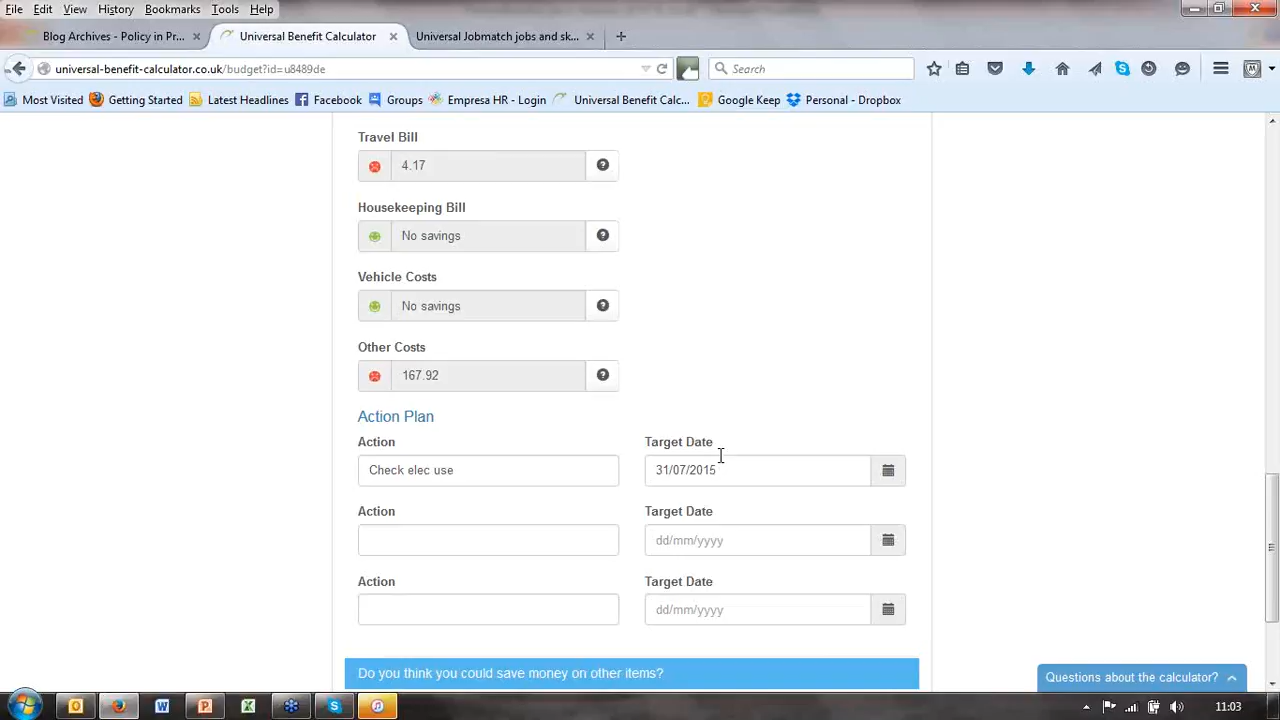 File Edit View History Bookmarks Tools Help
Blog Archives - Policy in Pr... Universal Benefit Calculator Universal Jobmatch jobs and sk...
universal-benefit-calculator.co.uk/budget?id=u8489de Search
Most Visited Getting Started Latest Headlines Facebook Groups Empresa HR - Login Universal Benefit Calc... Google Keep Personal - Dropbox
Travel Bill
4.17
Housekeeping Bill
No savings
Vehicle Costs
No savings
Other Costs
167.92
Action Plan
Action Target Date
Check elec use 31/07/2015
Action Target Date
dd/mm/yyyy
Action Target Date
dd/mm/yyyy
Do you think you could save money on other items?
Questions about the calculator?
11:03